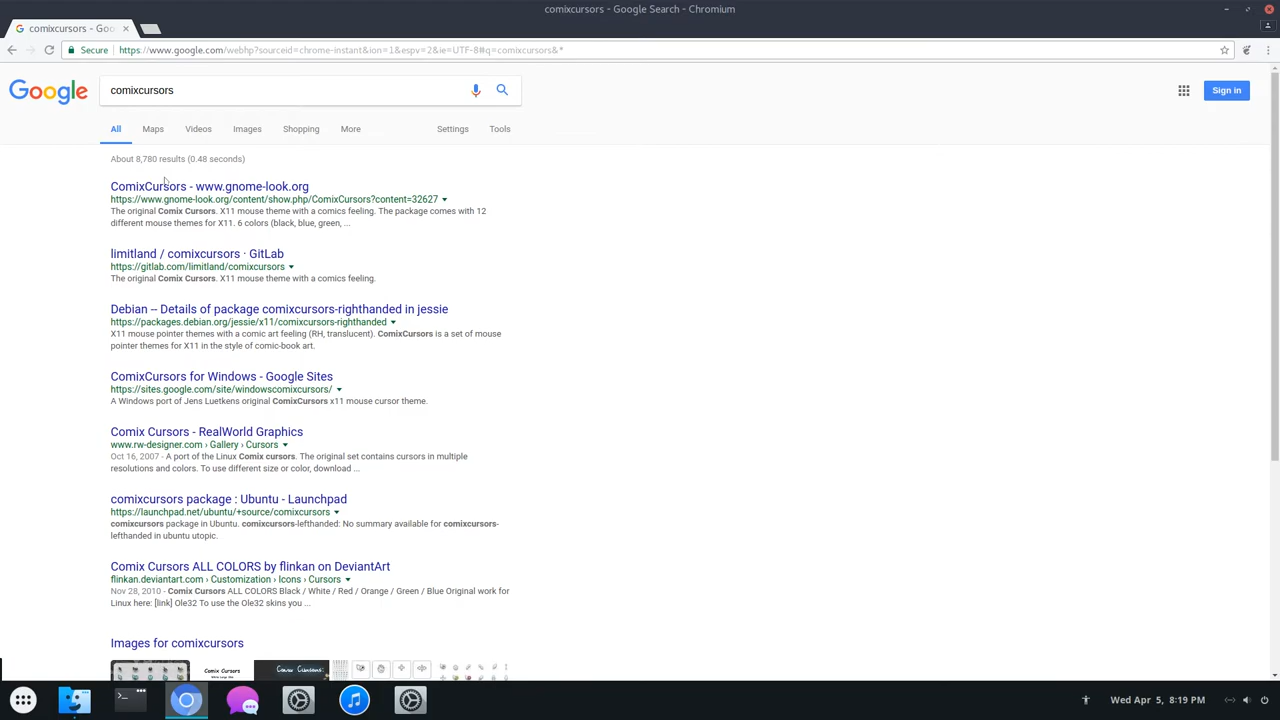 comixcursors - Google Search - Chromium
comixcursors - Goo
Secure https://www.google.com/webhp?sourceid=chrome-instant&ion=1&espv=2&ie=UTF-8#q=comixcursors&*
Google
comixcursors
Sign in
All Maps Videos Images Shopping More Settings Tools
About 8,780 results (0.48 seconds)
ComixCursors - www.gnome-look.org
https://www.gnome-look.org/content/show.php/ComixCursors?content=32627
The original Comix Cursors. X11 mouse theme with a comics feeling. The package comes with 12
different mouse themes for X11. 6 colors (black, blue, green, ...
limitland / comixcursors · GitLab
https://gitlab.com/limitland/comixcursors
The original Comix Cursors. X11 mouse theme with a comics feeling.
Debian -- Details of package comixcursors-righthanded in jessie
https://packages.debian.org/jessie/x11/comixcursors-righthanded
X11 mouse pointer themes with a comic art feeling (RH, translucent). ComixCursors is a set of mouse
pointer themes for X11 in the style of comic-book art.
ComixCursors for Windows - Google Sites
https://sites.google.com/site/windowscomixcursors/
A Windows port of Jens Luetkens original ComixCursors x11 mouse cursor theme.
Comix Cursors - RealWorld Graphics
www.rw-designer.com › Gallery › Cursors
Oct 16, 2007 - A port of the Linux Comix cursors. The original set contains cursors in multiple
resolutions and colors. To use different size or color, download ...
comixcursors package : Ubuntu - Launchpad
https://launchpad.net/ubuntu/+source/comixcursors
comixcursors package in Ubuntu. comixcursors-lefthanded: No summary available for comixcursors-
lefthanded in ubuntu utopic.
Comix Cursors ALL COLORS by flinkan on DeviantArt
flinkan.deviantart.com › Customization › Icons › Cursors
Nov 28, 2010 - Comix Cursors ALL COLORS Black / White / Red / Orange / Green / Blue Original work for
Linux here: [link] Ole32 To use the Ole32 skins you ...
Images for comixcursors
Comix Cursors
Comix Cursors
Wed Apr 5, 8:19 PM